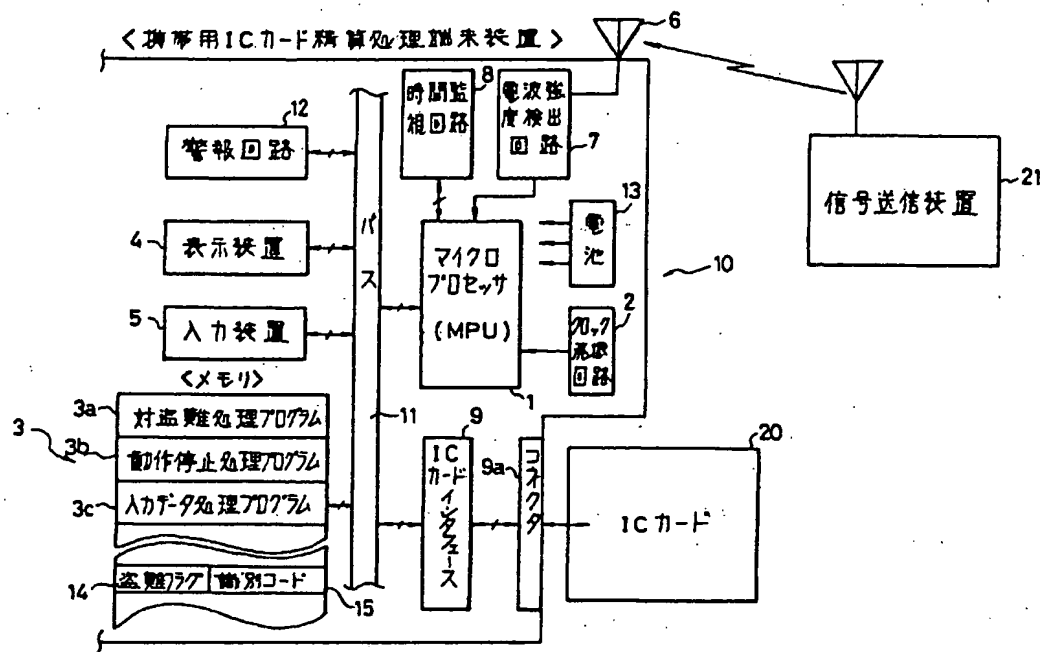 <携帯用ICカード精算処理端末装置>
6
21
8
時間監
視回路
電波強
度検出
回路
7
12
警報回路
信号送信装置
13
電
池
4
表示装置
バス
マイクロ
プロセッサ
(MPU)
10
5
入力装置
2
クロック
発振
回路
1
<メモリ>
3a
対盗難処理プログラム
3
3b
動作停止処理プログラム
3c
入力データ処理プログラム
11
9
IC
カード
インタフェース
9a
コネクタ
20
ICカード
14
盗難フラグ
識別コード
15